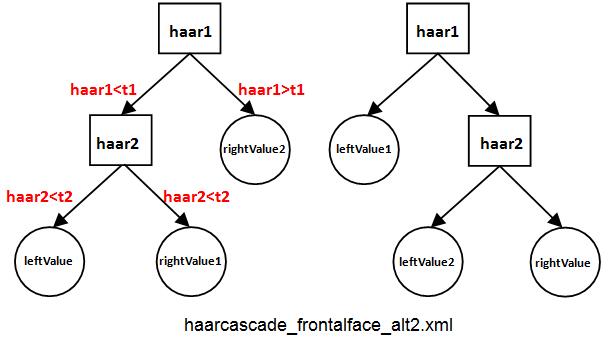 haar1
haar1
haar1<t1
haar1>t1
haar2
rightValue2
leftValue1
haar2
haar2<t2
haar2<t2
leftValue
rightValue1
leftValue2
rightValue
haarcascade_frontalface_alt2.xml